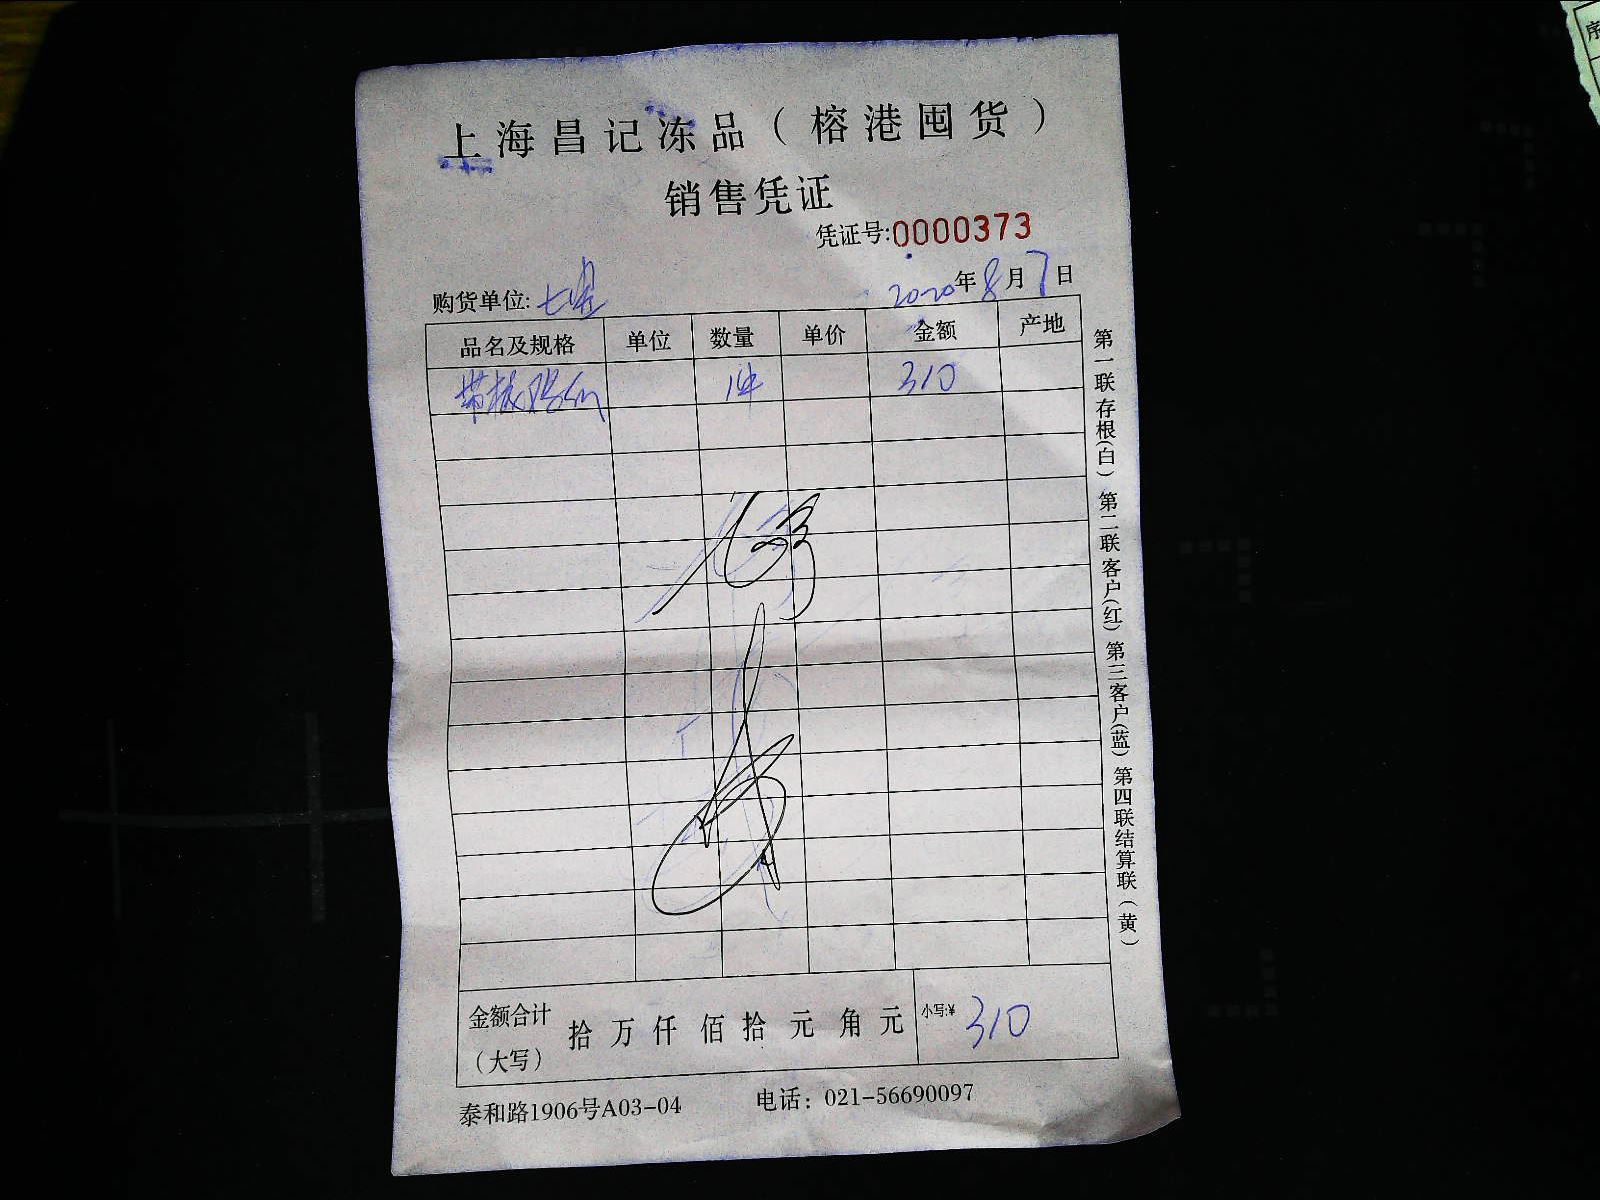 上海昌记冻品（榕港囤货）
销售凭证
凭证号:0000373
购货单位: 2020年8月7日
品名及规格 单位 数量 单价 金额 产地
带 1件 310
金额合计（大写） 拾 万 仟 佰 拾 元 角 元 小写:¥ 310
泰和路1906号A03-04 电话：021-56690097
第一联存根(白) 第二联客户(红) 第三客户(蓝) 第四联结算联（黄）
序